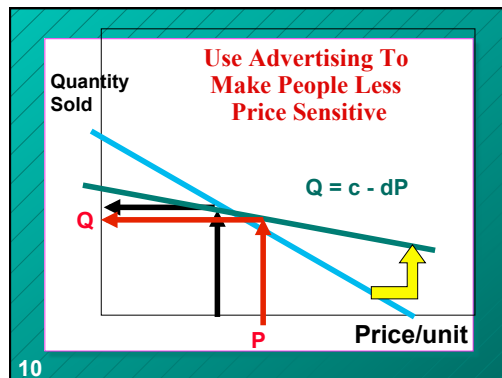 Use Advertising To
Make People Less
Price Sensitive
Quantity
Sold
Q = c - dP
Q
P
Price/unit
10